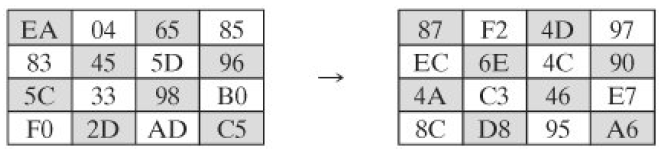 EA 04 65 85 87 F2 4D 97
83 45 5D 96 → EC 6E 4C 90
5C 33 98 B0 4A C3 46 E7
F0 2D AD C5 8C D8 95 A6